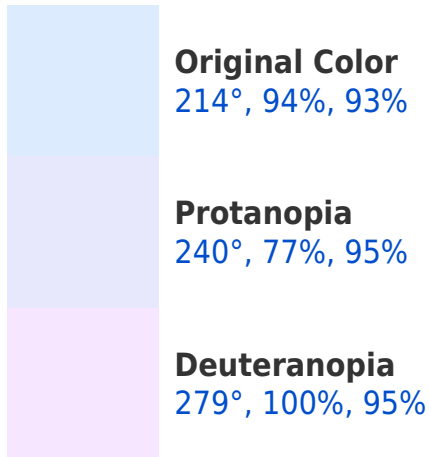 Original Color
214°, 94%, 93%
Protanopia
240°, 77%, 95%
Deuteranopia
279°, 100%, 95%